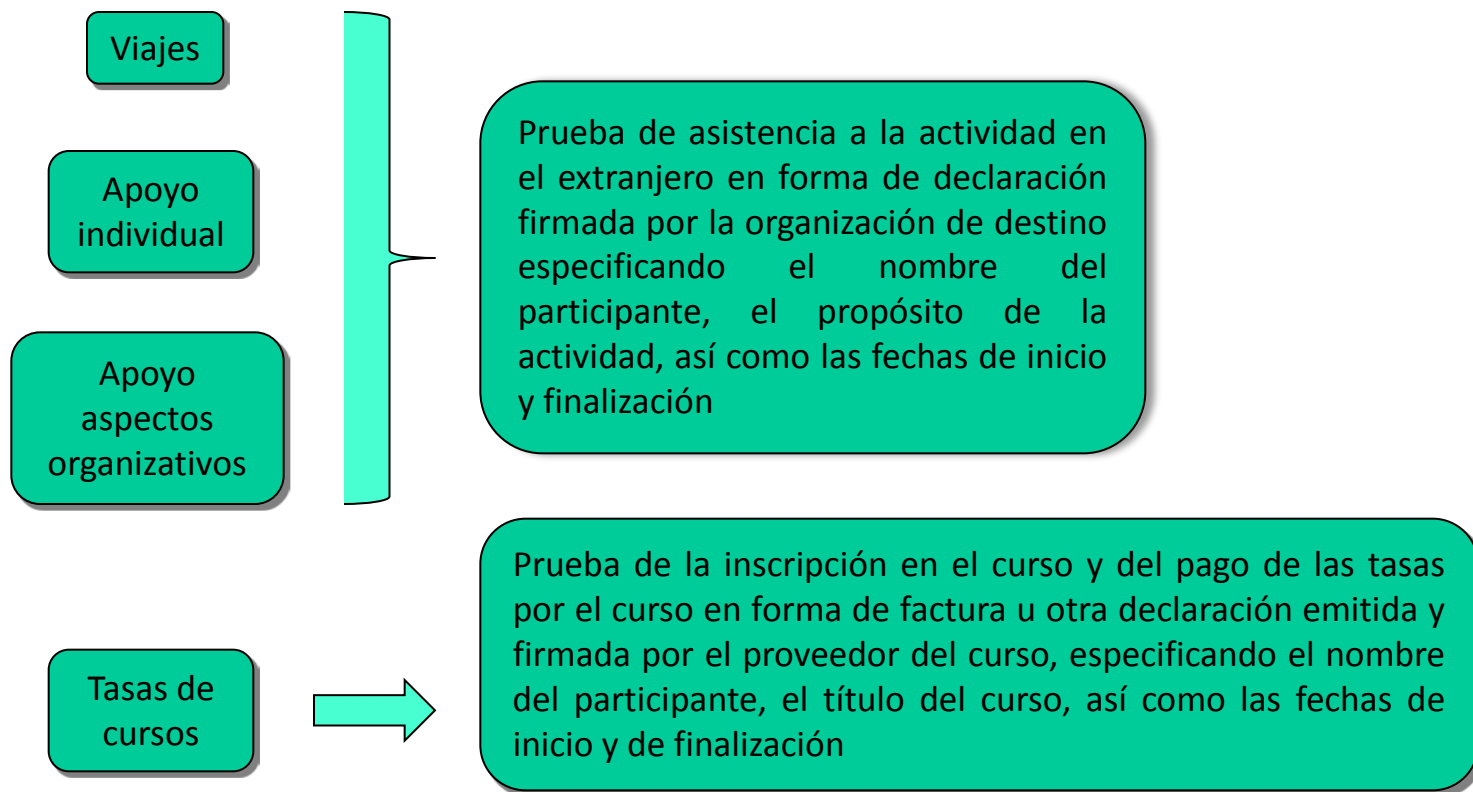 Viajes
Apoyo
individual
Apoyo
aspectos
organizativos
Prueba de asistencia a la actividad en
el extranjero en forma de declaración
firmada por la organización de destino
especificando el nombre del
participante, el propósito de la
actividad, así como las fechas de inicio
y finalización
Tasas de
cursos
Prueba de la inscripción en el curso y del pago de las tasas
por el curso en forma de factura u otra declaración emitida y
firmada por el proveedor del curso, especificando el nombre
del participante, el título del curso, así como las fechas de
inicio y de finalización